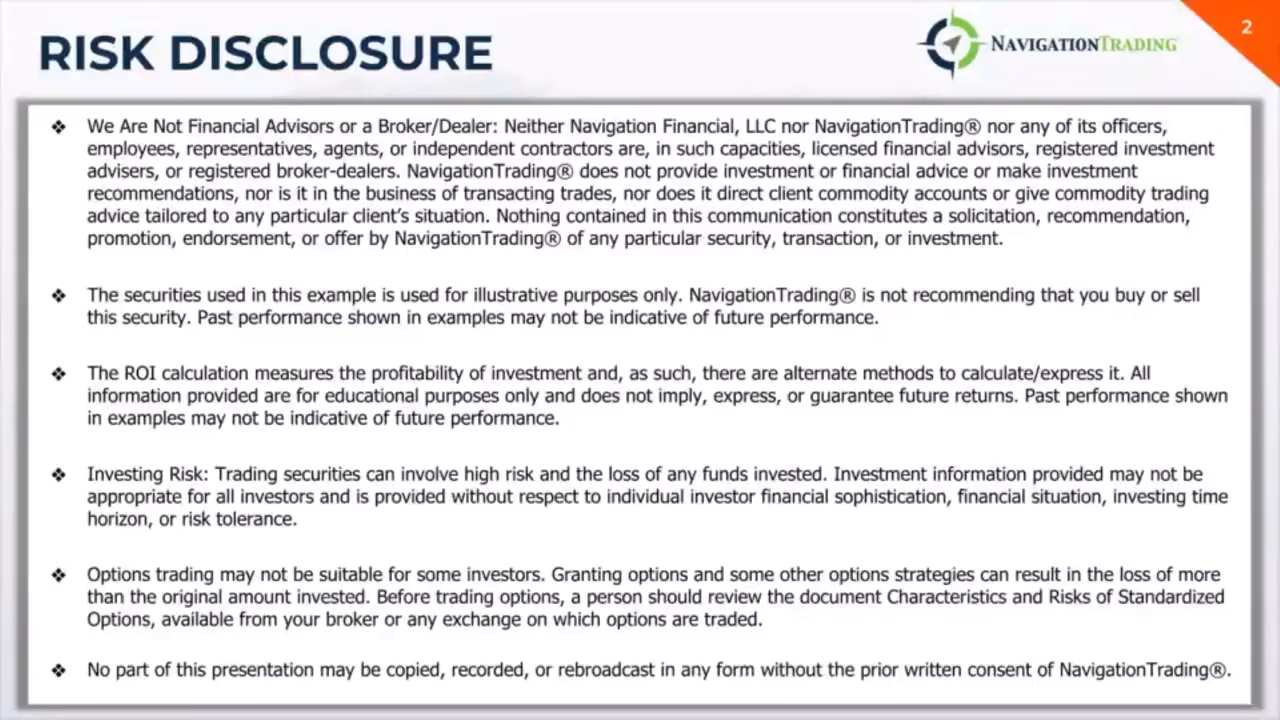 RISK DISCLOSURE
NAVIGATIONTRADING®
2
❖ We Are Not Financial Advisors or a Broker/Dealer: Neither Navigation Financial, LLC nor NavigationTrading® nor any of its officers,
employees, representatives, agents, or independent contractors are, in such capacities, licensed financial advisors, registered investment
advisers, or registered broker-dealers. NavigationTrading® does not provide investment or financial advice or make investment
recommendations, nor is it in the business of transacting trades, nor does it direct client commodity accounts or give commodity trading
advice tailored to any particular client's situation. Nothing contained in this communication constitutes a solicitation, recommendation,
promotion, endorsement, or offer by NavigationTrading® of any particular security, transaction, or investment.
❖ The securities used in this example is used for illustrative purposes only. NavigationTrading® is not recommending that you buy or sell
this security. Past performance shown in examples may not be indicative of future performance.
❖ The ROI calculation measures the profitability of investment and, as such, there are alternate methods to calculate/express it. All
information provided are for educational purposes only and does not imply, express, or guarantee future returns. Past performance shown
in examples may not be indicative of future performance.
❖ Investing Risk: Trading securities can involve high risk and the loss of any funds invested. Investment information provided may not be
appropriate for all investors and is provided without respect to individual investor financial sophistication, financial situation, investing time
horizon, or risk tolerance.
❖ Options trading may not be suitable for some investors. Granting options and some other options strategies can result in the loss of more
than the original amount invested. Before trading options, a person should review the document Characteristics and Risks of Standardized
Options, available from your broker or any exchange on which options are traded.
❖ No part of this presentation may be copied, recorded, or rebroadcast in any form without the prior written consent of NavigationTrading®.